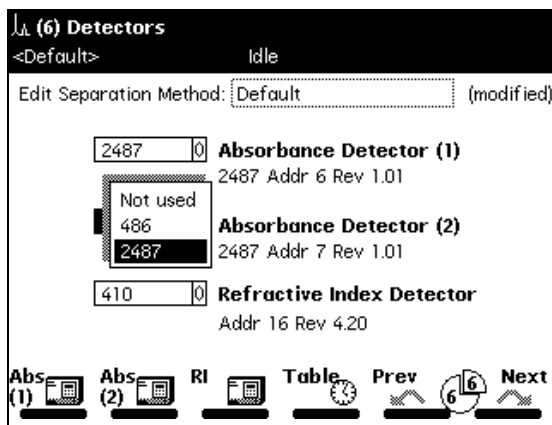 (6) Detectors
<Default> Idle
Edit Separation Method: Default (modified)
2487 0 Absorbance Detector (1)
2487 Addr 6 Rev 1.01
Not used
486 Absorbance Detector (2)
2487 2487 Addr 7 Rev 1.01
410 0 Refractive Index Detector
Addr 16 Rev 4.20
Abs (1) Abs (2) RI Table Prev 6 6 Next